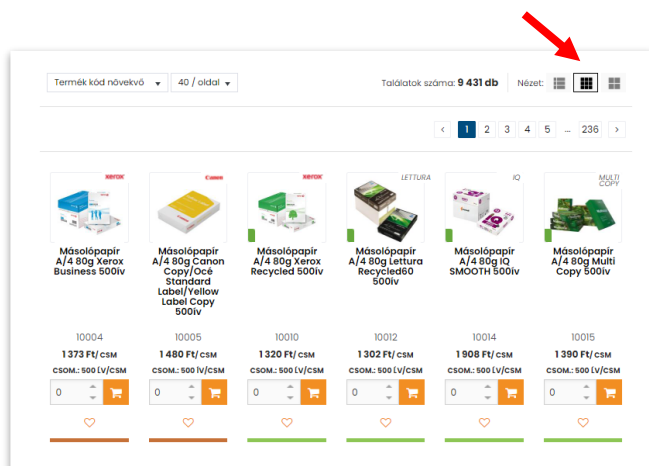 Termék kód növekvő
40 / oldal
Találatok száma: 9 431 db
Nézet:
‹ 1 2 3 4 5 ... 236 ›
xerox
Canon
xerox
LETTURA
IQ
MULTI
COPY
Másolópapír
A/4 80g Xerox
Business 500ív
Másolópapír
A/4 80g Canon
Copy/Océ
Standard
Label/Yellow
Label Copy
500ív
Másolópapír
A/4 80g Xerox
Recycled 500ív
Másolópapír
A/4 80g Lettura
Recycled60
500ív
Másolópapír
A/4 80g IQ
SMOOTH 500ív
Másolópapír
A/4 80g Multi
Copy 500ív
10004
10005
10010
10012
10014
10015
1 373 Ft/ CSM
1 480 Ft/ CSM
1 320 Ft/ CSM
1 302 Ft/ CSM
1 908 Ft/ CSM
1 390 Ft/ CSM
CSOM.: 500 ÍV/CSM
CSOM.: 500 ÍV/CSM
CSOM.: 500 ÍV/CSM
CSOM.: 500 ÍV/CSM
CSOM.: 500 ÍV/CSM
CSOM.: 500 ÍV/CSM
0
0
0
0
0
0